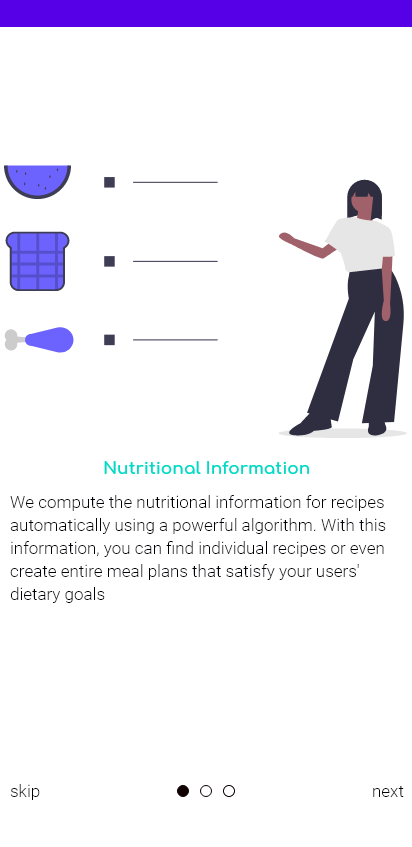 Nutritional Information
We compute the nutritional information for recipes
automatically using a powerful algorithm. With this
information, you can find individual recipes or even
create entire meal plans that satisfy your users'
dietary goals
skip
next